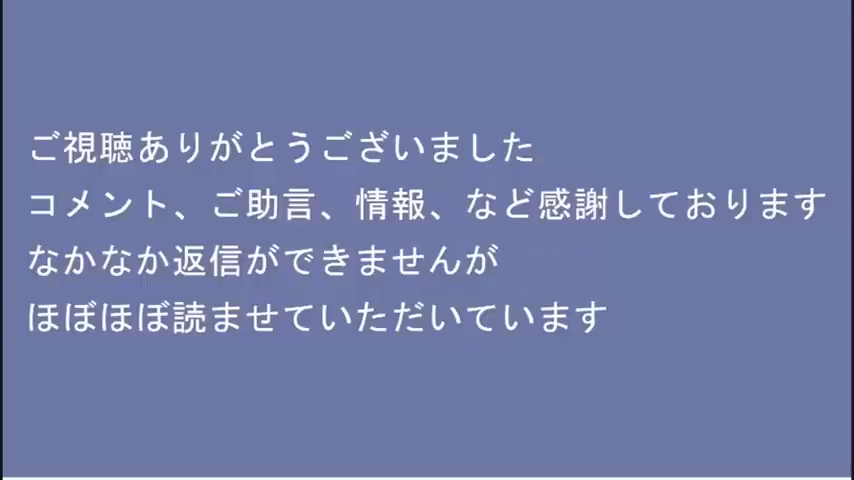 ご視聴ありがとうございました
コメント、ご助言、情報、など感謝しております
なかなか返信ができませんが
ほぼほぼ読ませていただいています